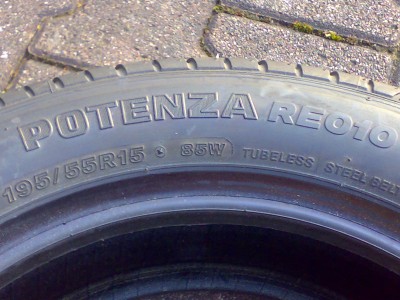 POTENZA RE010
195/55R15 85W TUBELESS STEEL BELT